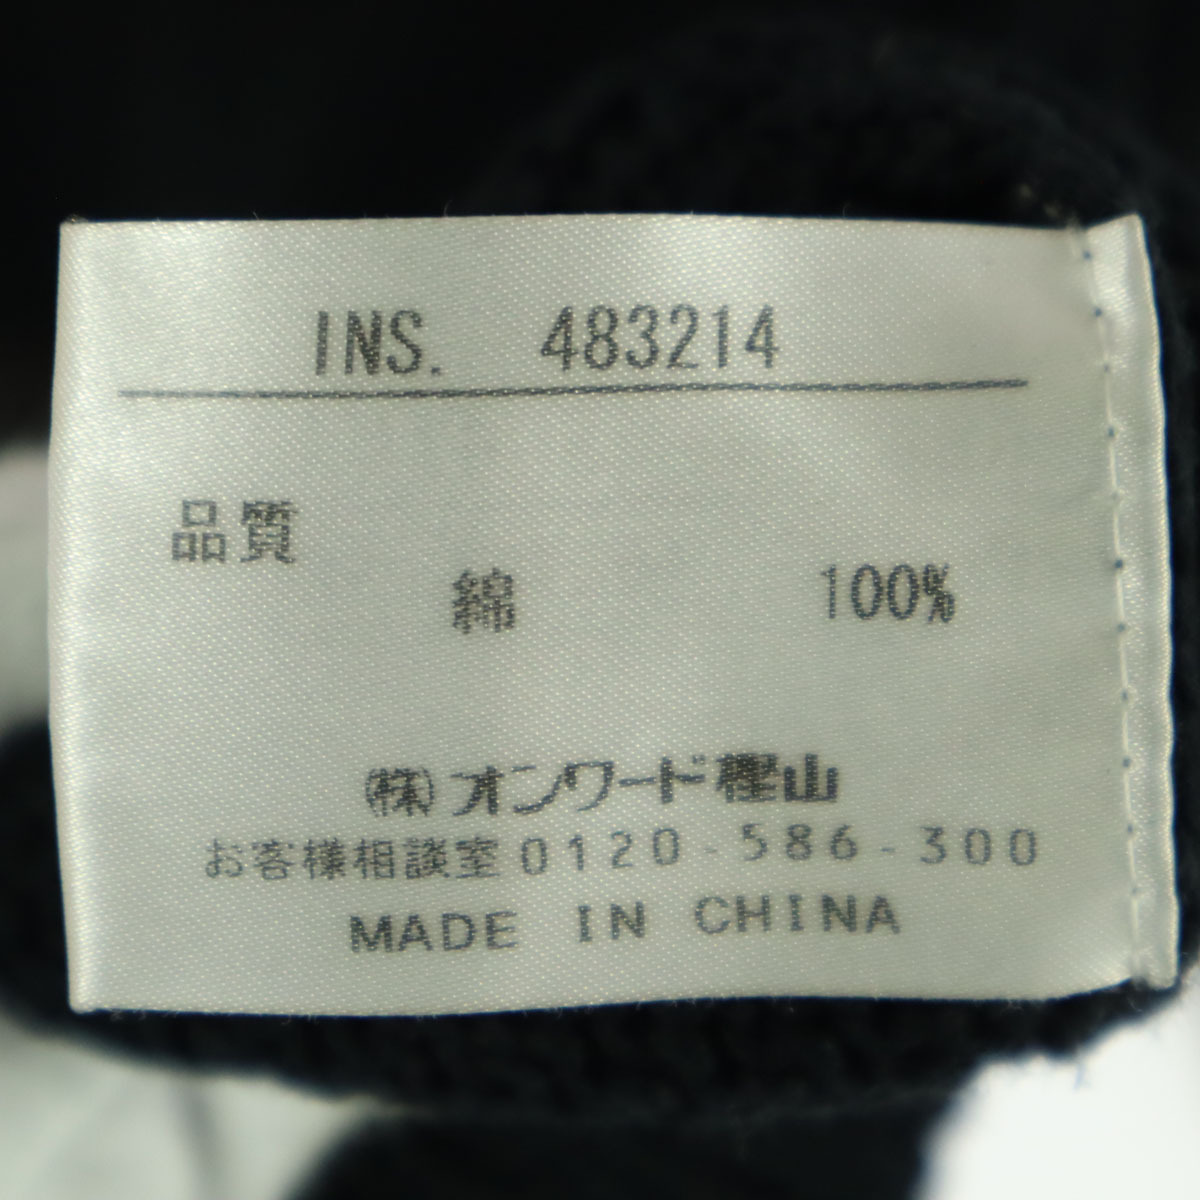 INS. 483214
品質
綿 100%
㈱オンワード樫山
お客様相談室0120-586-300
MADE IN CHINA